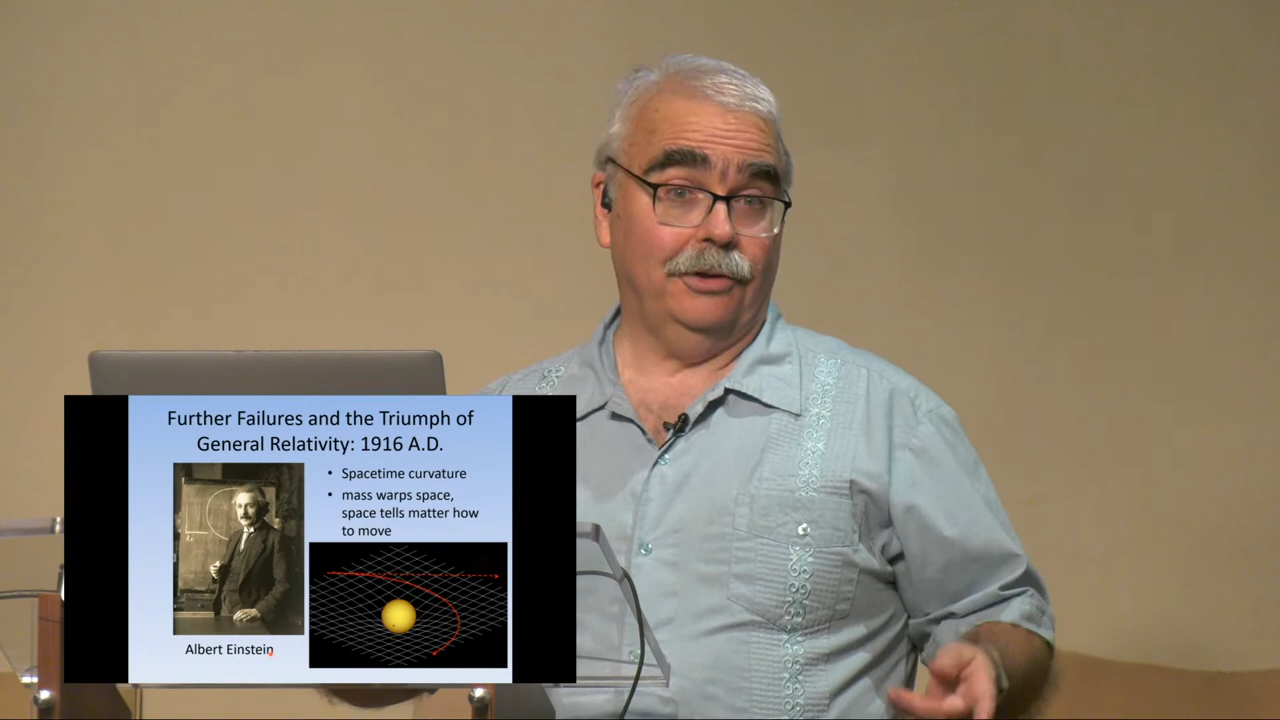 Further Failures and the Triumph of
General Relativity: 1916 A.D.
• Spacetime curvature
• mass warps space,
space tells matter how
to move
Albert Einstein